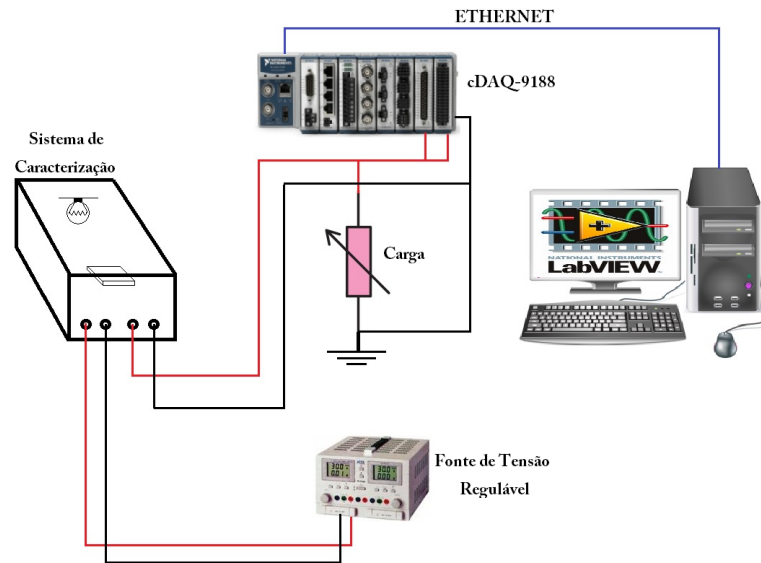 ETHERNET
cDAQ-9188
Sistema de
Caracterização
Carga
NATIONAL INSTRUMENTS
LabVIEW
Fonte de Tensão
Regulável